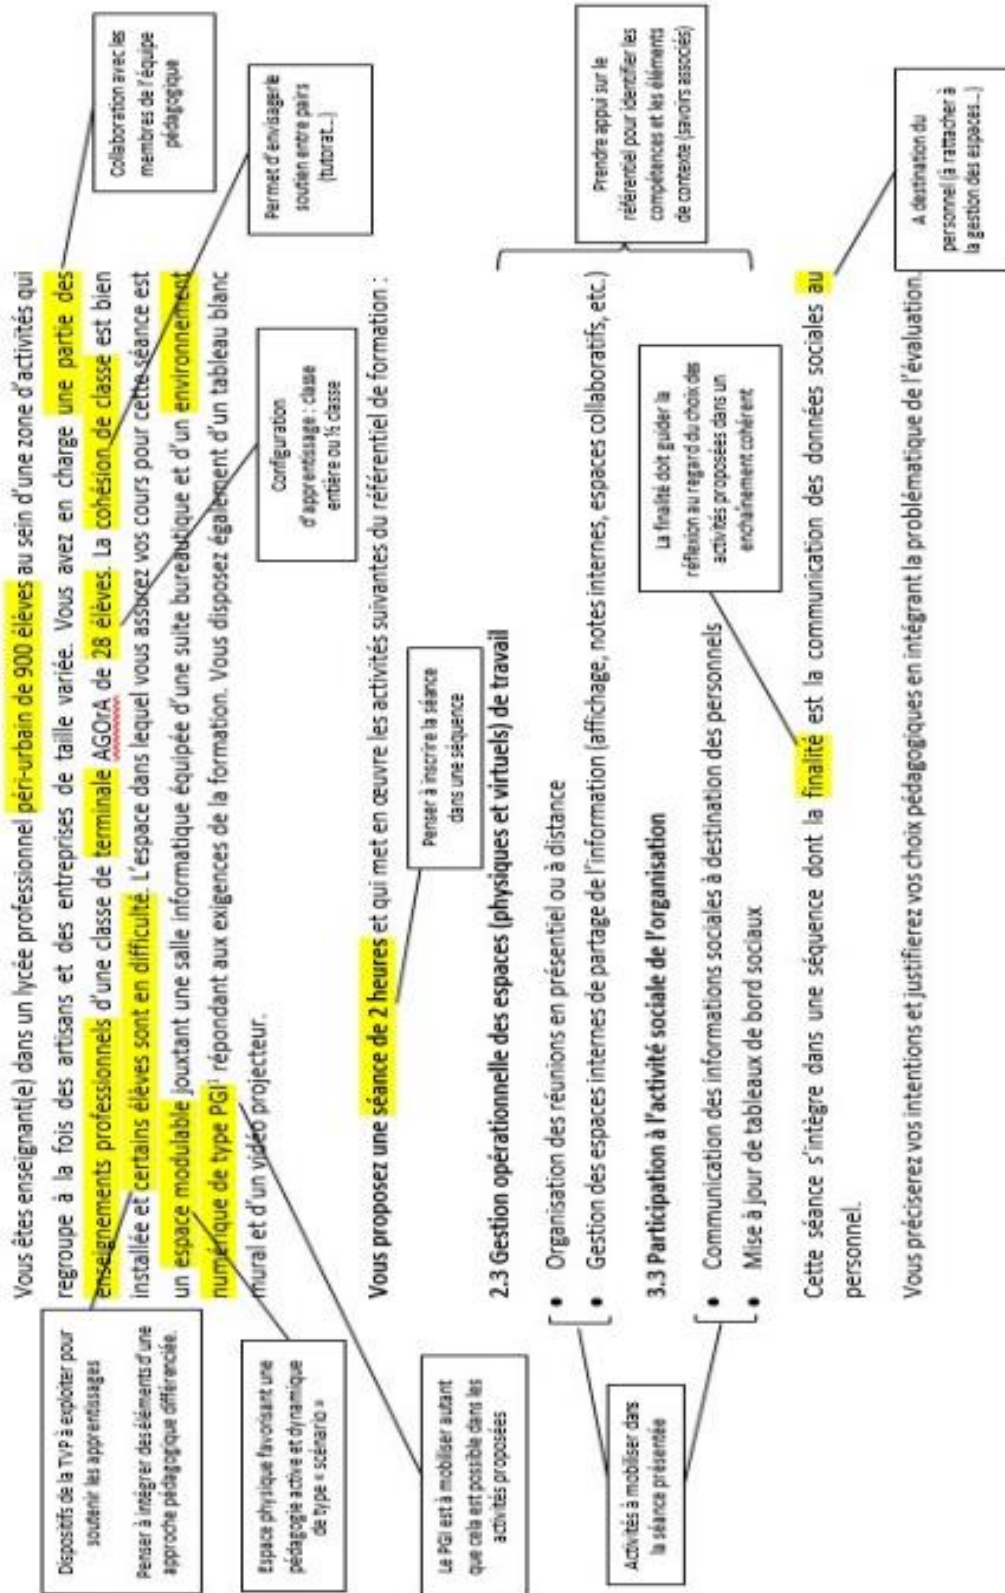 Vous êtes enseignant(e) dans un lycée professionnel péri-urbain de 900 élèves au sein d'une zone d'activités qui
regroupe à la fois des artisans et des entreprises de taille variée. Vous avez en charge une partie des
enseignements professionnels d'une classe de terminale AGOrA de 28 élèves. La cohésion de classe est bien
installée et certains élèves sont en difficulté. L'espace dans lequel vous assurez vos cours pour cette séance est
un espace modulable jouxtant une salle informatique équipée d'une suite bureautique et d'un environnement
numérique de type PGI répondant aux exigences de la formation. Vous disposez également d'un tableau blanc
mural et d'un vidéo projecteur.
Vous proposez une séance de 2 heures et qui met en œuvre les activités suivantes du référentiel de formation :
2.3 Gestion opérationnelle des espaces (physiques et virtuels) de travail
• Organisation des réunions en présentiel ou à distance
• Gestion des espaces internes de partage de l'information (affichage, notes internes, espaces collaboratifs, etc.)
3.3 Participation à l'activité sociale de l'organisation
• Communication des informations sociales à destination des personnels
• Mise à jour de tableaux de bord sociaux
Cette séance s'intègre dans une séquence dont la finalité est la communication des données sociales au
personnel.
Vous préciserez vos intentions et justifierez vos choix pédagogiques en intégrant la problématique de l'évaluation.
Dispositifs de la TVP à exploiter pour
soutenir les apprentissages
Penser à intégrer des éléments d'une
approche pédagogique différenciée.
Espace physique favorisant une
pédagogie active et dynamique
de type « scénario »
Le PGI est à mobiliser autant
que cela est possible dans les
activités proposées
Activités à mobiliser dans
la séance présentée
Penser à inscrire la séance
dans une séquence
Configuration
d'apprentissage : classe
entière ou ½ classe
La finalité doit guider la
réflexion au regard du choix des
activités proposées dans un
enchaînement cohérent
Collaboration avec les
membres de l'équipe
pédagogique
Permet d'envisager le
soutien entre pairs
(tutorat...)
Prendre appui sur le
référentiel pour identifier les
compétences et les éléments
de contexte (savoirs associés)
A destination du
personnel (à rattacher à
la gestion des espaces...)